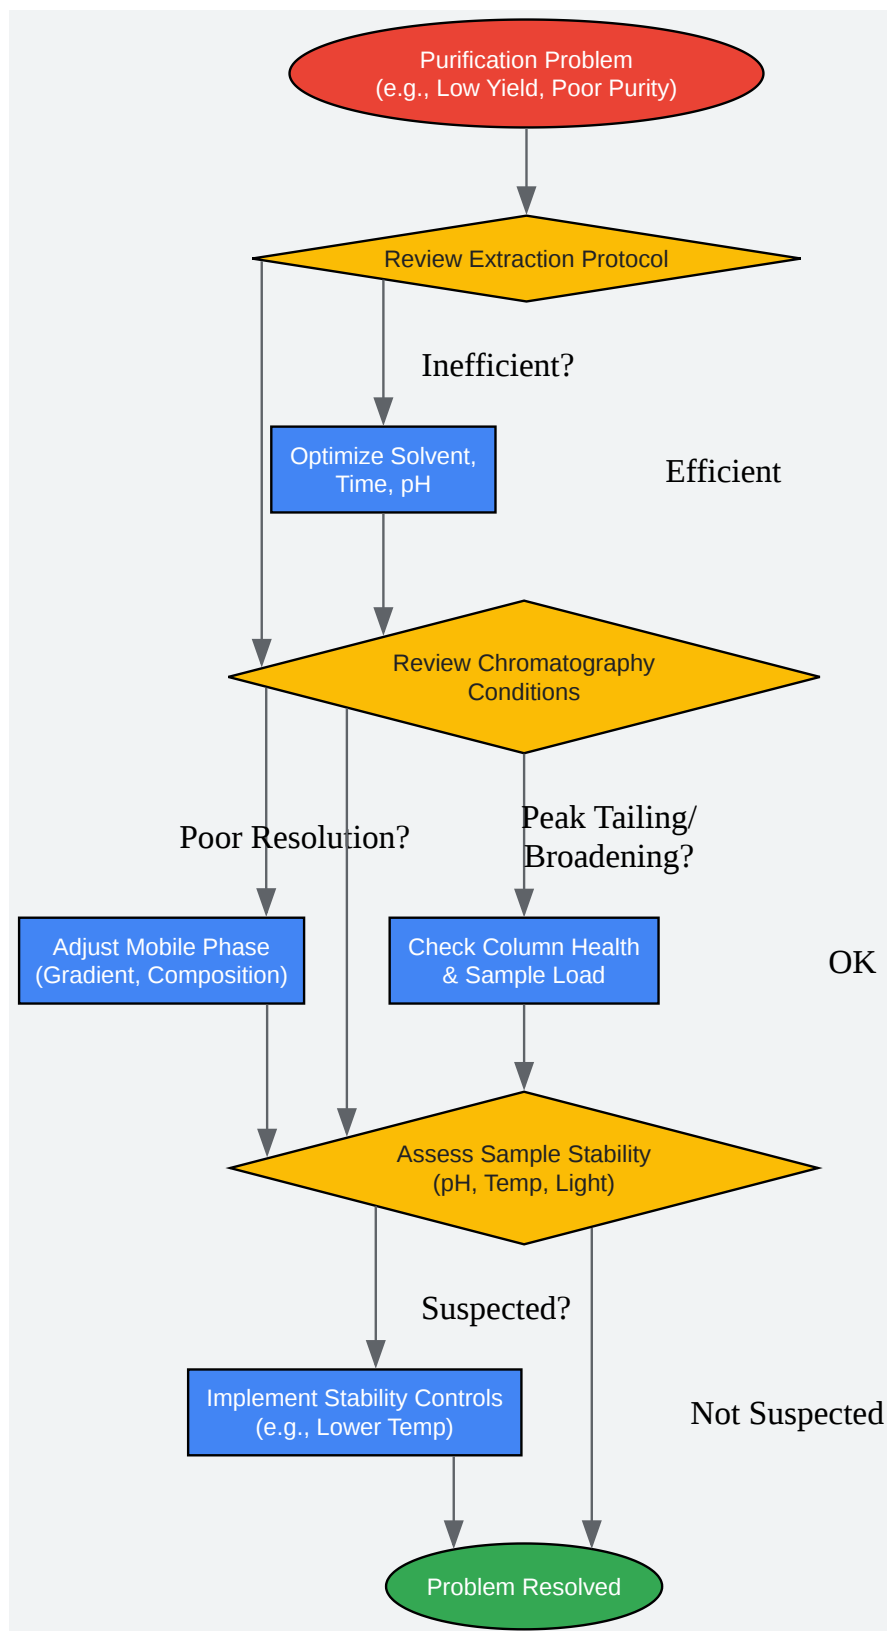 Purification Problem
(e.g., Low Yield, Poor Purity)
Review Extraction Protocol
Inefficient?
Optimize Solvent,
Time, pH
Efficient
Review Chromatography
Conditions
Poor Resolution?
Peak Tailing/
Broadening?
Adjust Mobile Phase
(Gradient, Composition)
Check Column Health
& Sample Load
OK
Assess Sample Stability
(pH, Temp, Light)
Suspected?
Implement Stability Controls
(e.g., Lower Temp)
Not Suspected
Problem Resolved